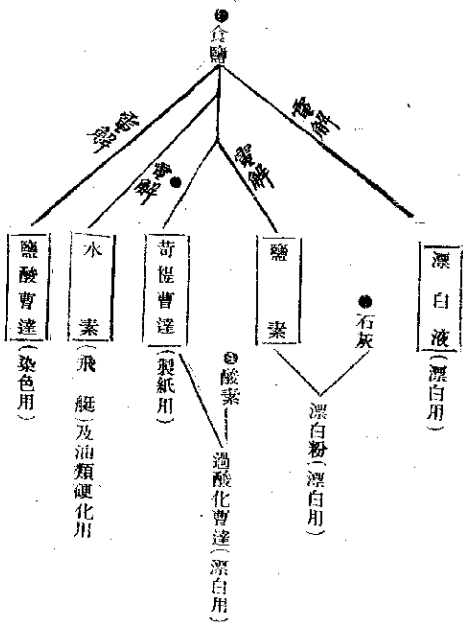 食鹽
電解
電解
電解
電解
漂白液(漂白用)
石灰
鹽素
漂白粉(漂白用)
苛性曹達(製紙用)
酸素
過酸化曹達(漂白用)
水素(飛艇)及油類硬化用
鹽酸曹達(染色用)